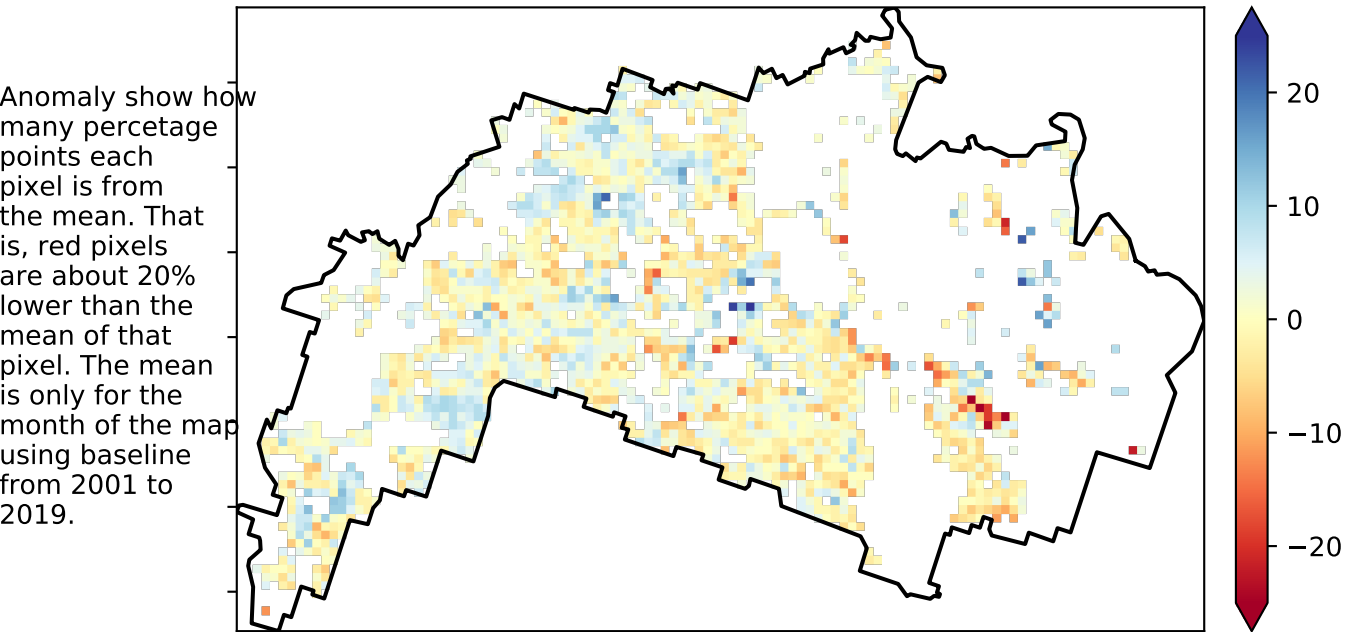 Anomaly show how
many percetage
points each
pixel is from
the mean. That
is, red pixels
are about 20%
lower than the
mean of that
pixel. The mean
is only for the
month of the map
using baseline
from 2001 to
2019.
20
10
0
−10
−20